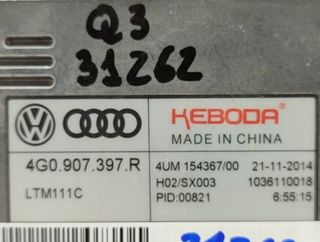 Q3
31262
KEBODA
MADE IN CHINA
4G0.907.397.R
4UM 154367/00 21-11-2014
LTM111C
H02/SX003 1036110018
PID:00821 6:55:15